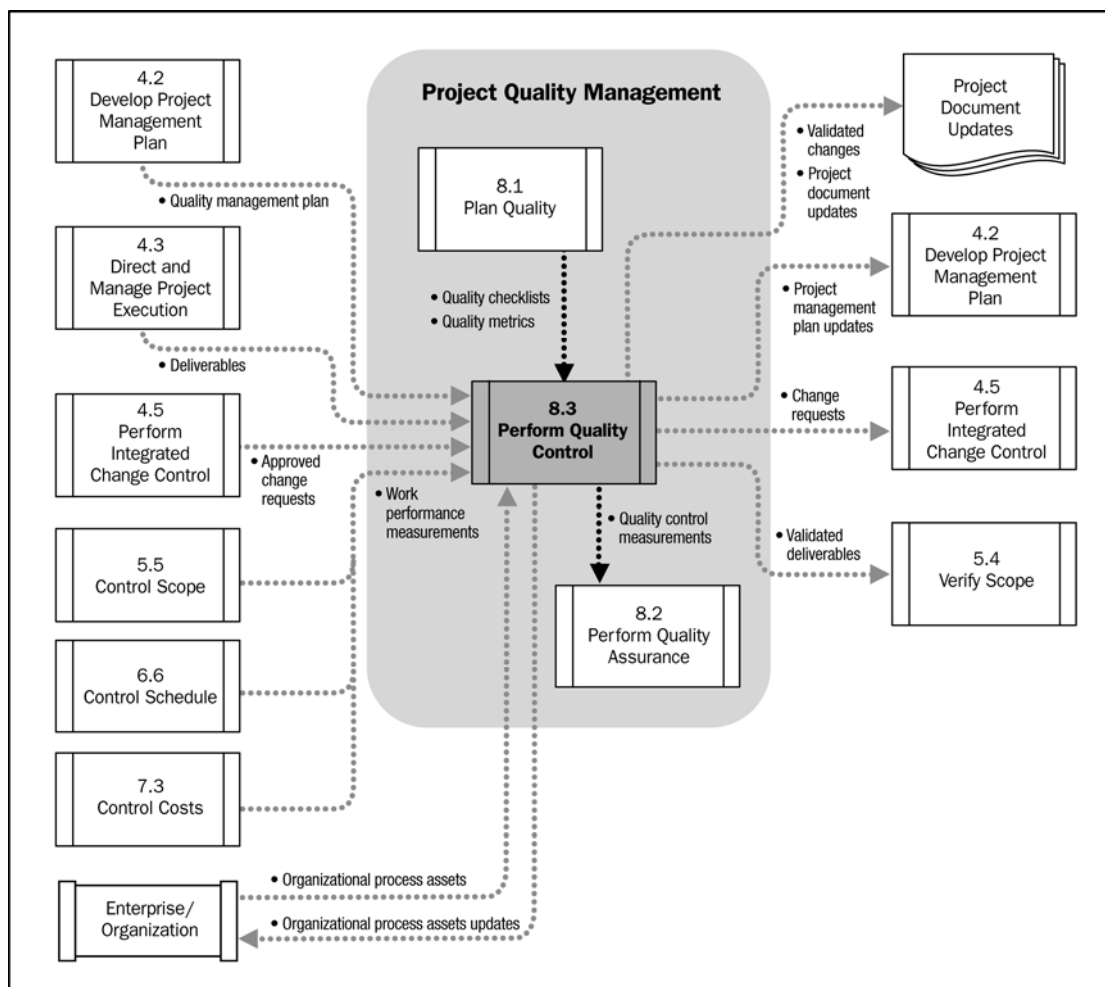 Project Quality Management
4.2
Develop Project
Management
Plan
• Quality management plan
4.3
Direct and
Manage Project
Execution
• Deliverables
4.5
Perform
Integrated
Change Control
• Approved
change
requests
5.5
Control Scope
6.6
Control Schedule
7.3
Control Costs
• Work
performance
measurements
Enterprise/
Organization
• Organizational process assets
• Organizational process assets updates
8.1
Plan Quality
• Quality checklists
• Quality metrics
8.3
Perform Quality
Control
• Quality control
measurements
8.2
Perform Quality
Assurance
• Validated
changes
• Project
document
updates
Project
Document
Updates
• Project
management
plan updates
4.2
Develop Project
Management
Plan
• Change
requests
4.5
Perform
Integrated
Change Control
• Validated
deliverables
5.4
Verify Scope